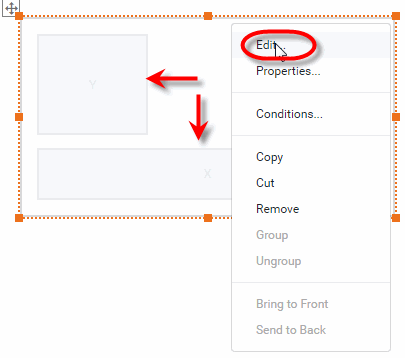 Edit...
Properties...
Y
Conditions...
Copy
X
Cut
Remove
Group
Ungroup
Bring to Front
Send to Back